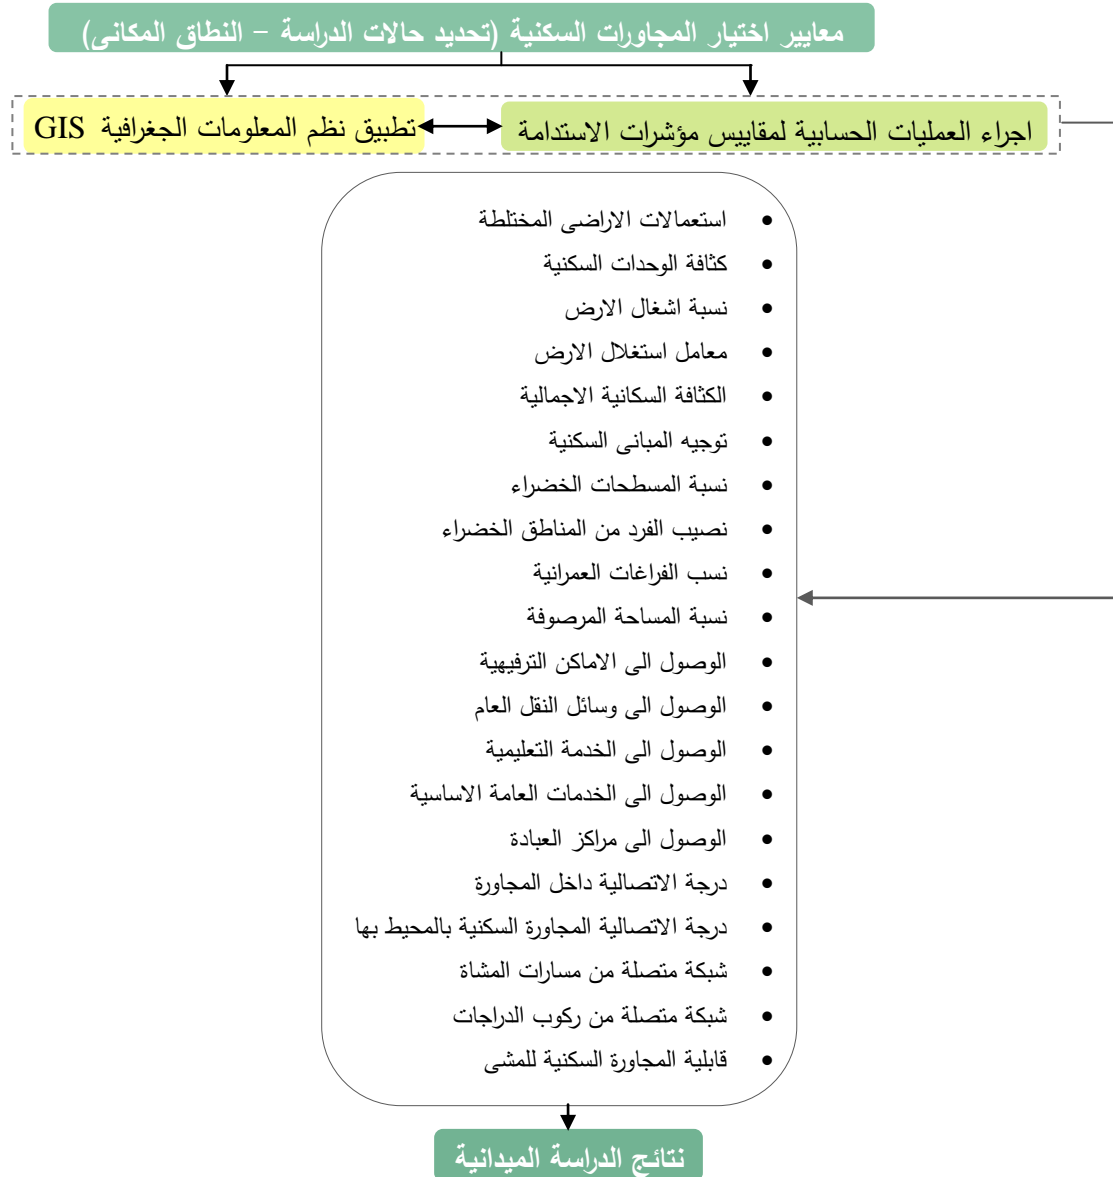 معايير اختيار المجاورات السكنية (تحديد حالات الدراسة – النطاق المكانى)
اجراء العمليات الحسابية لمقاييس مؤشرات الاستدامة
تطبيق نظم المعلومات الجغرافية GIS
• استعمالات الاراضى المختلطة
• كثافة الوحدات السكنية
• نسبة اشغال الارض
• معامل استغلال الارض
• الكثافة السكانية الاجمالية
• توجيه المبانى السكنية
• نسبة المسطحات الخضراء
• نصيب الفرد من المناطق الخضراء
• نسب الفراغات العمرانية
• نسبة المساحة المرصوفة
• الوصول الى الاماكن الترفيهية
• الوصول الى وسائل النقل العام
• الوصول الى الخدمة التعليمية
• الوصول الى الخدمات العامة الاساسية
• الوصول الى مراكز العبادة
• درجة الاتصالية داخل المجاورة
• درجة الاتصالية المجاورة السكنية بالمحيط بها
• شبكة متصلة من مسارات المشاة
• شبكة متصلة من ركوب الدراجات
• قابلية المجاورة السكنية للمشى
نتائج الدراسة الميدانية